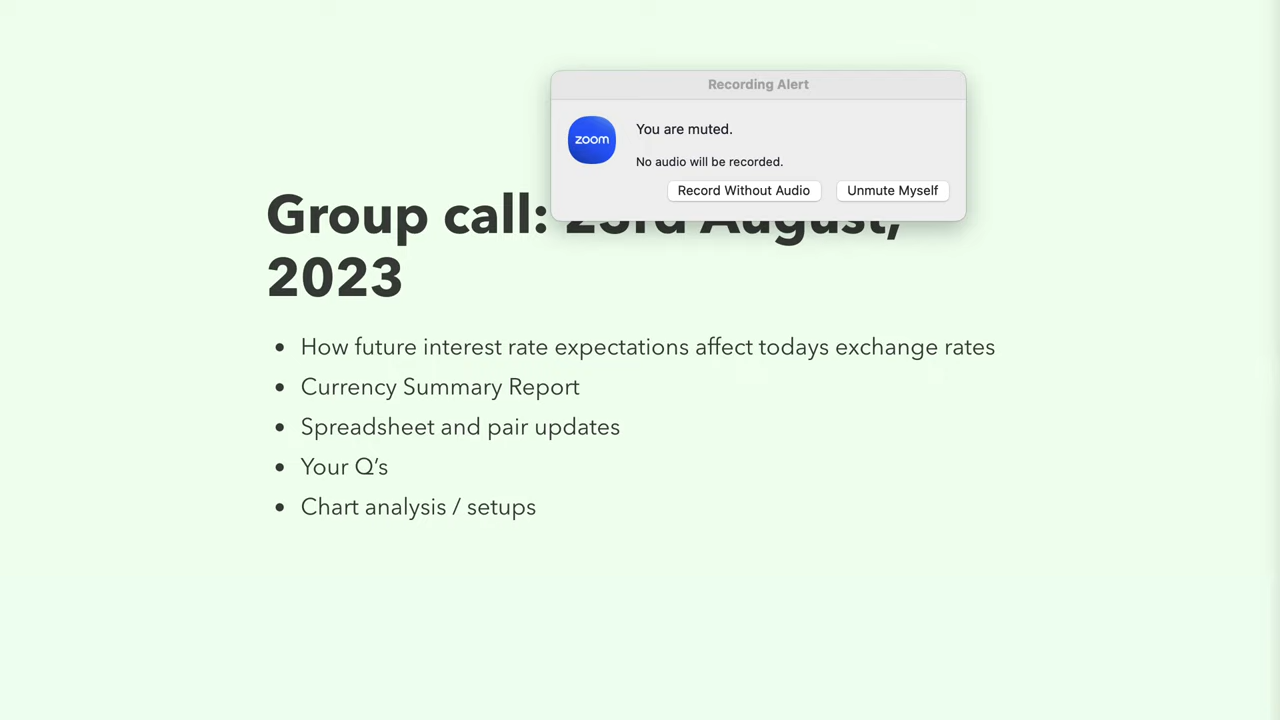 Recording Alert
zoom
You are muted.
No audio will be recorded.
Record Without Audio
Unmute Myself
Group call: 23rd August,
2023
• How future interest rate expectations affect todays exchange rates
• Currency Summary Report
• Spreadsheet and pair updates
• Your Q’s
• Chart analysis / setups